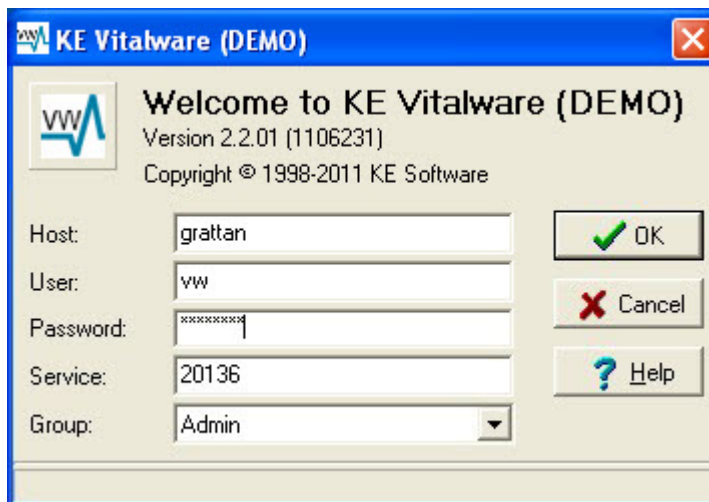 KE Vitalware (DEMO)
vw
Welcome to KE Vitalware (DEMO)
Version 2.2.01 (1106231)
Copyright © 1998-2011 KE Software
Host: grattan
OK
User: vw
Cancel
Password: ********
Service: 20136
Help
Group: Admin